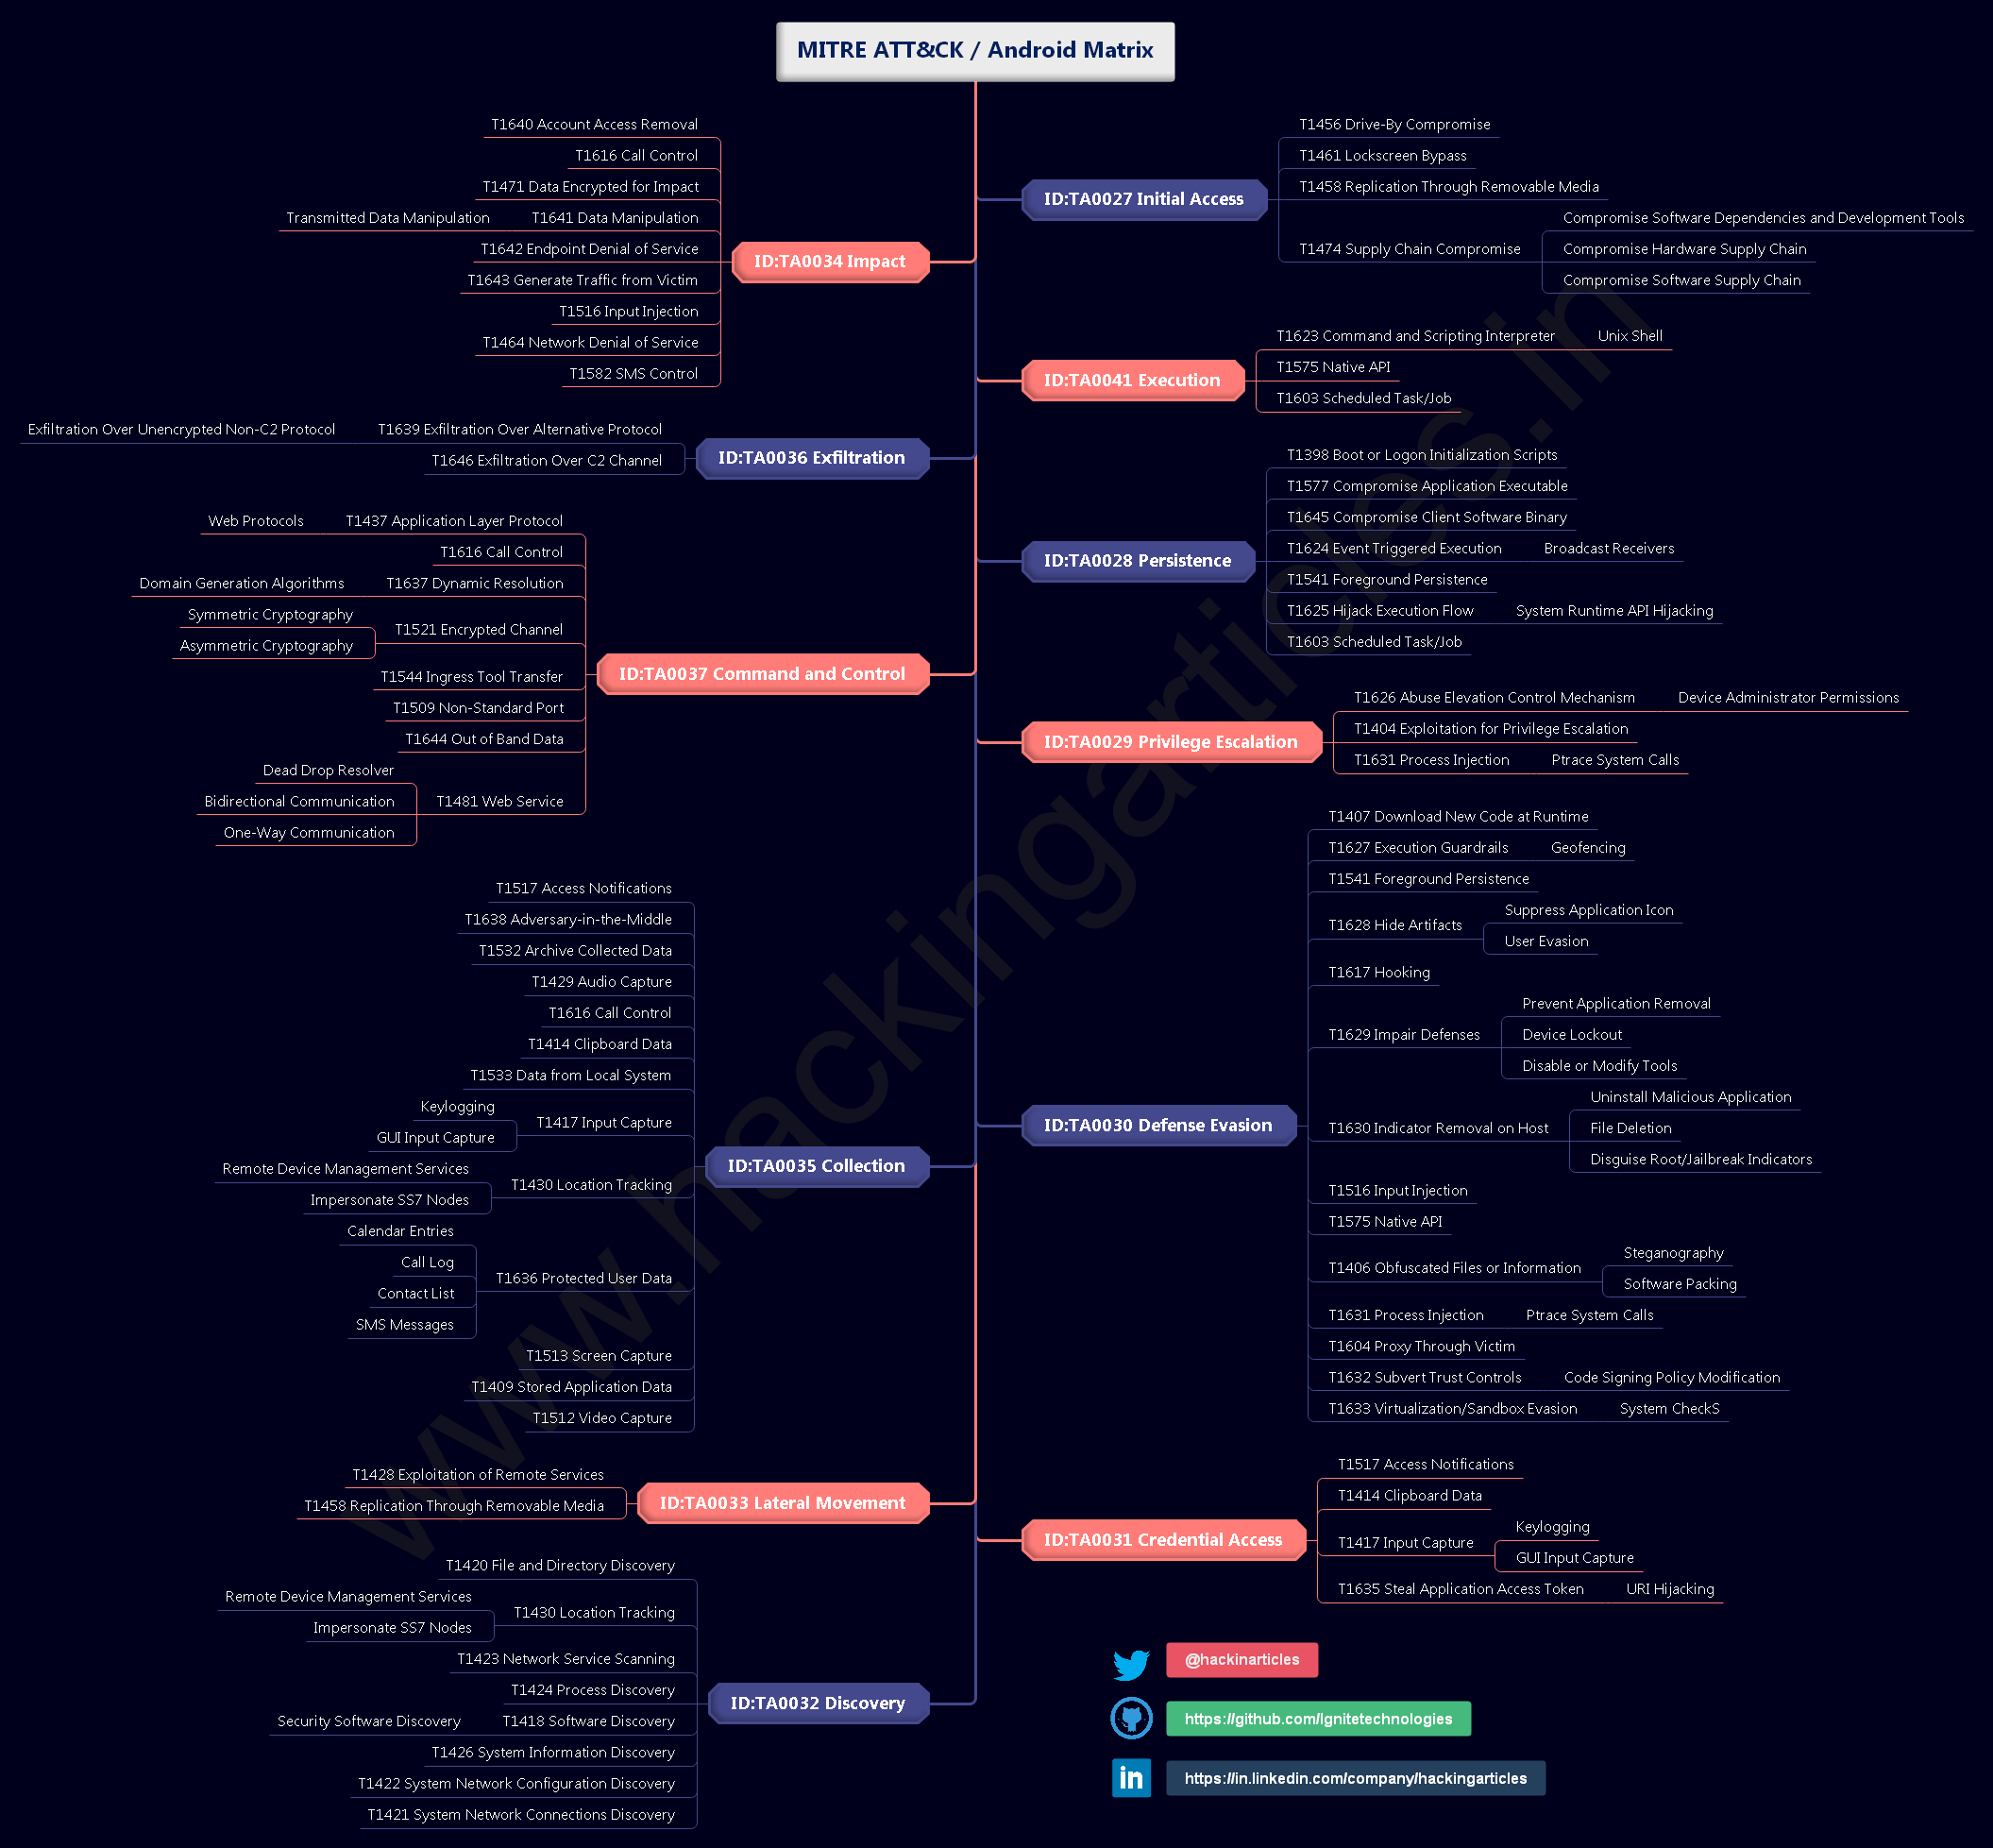 MITRE ATT&CK / Android Matrix
ID:TA0027 Initial Access
T1456 Drive-By Compromise
T1461 Lockscreen Bypass
T1458 Replication Through Removable Media
T1474 Supply Chain Compromise
Compromise Software Dependencies and Development Tools
Compromise Hardware Supply Chain
Compromise Software Supply Chain
ID:TA0041 Execution
T1623 Command and Scripting Interpreter
Unix Shell
T1575 Native API
T1603 Scheduled Task/Job
ID:TA0028 Persistence
T1398 Boot or Logon Initialization Scripts
T1577 Compromise Application Executable
T1645 Compromise Client Software Binary
T1624 Event Triggered Execution
Broadcast Receivers
T1541 Foreground Persistence
T1625 Hijack Execution Flow
System Runtime API Hijacking
T1603 Scheduled Task/Job
ID:TA0029 Privilege Escalation
T1626 Abuse Elevation Control Mechanism
Device Administrator Permissions
T1404 Exploitation for Privilege Escalation
T1631 Process Injection
Ptrace System Calls
ID:TA0030 Defense Evasion
T1407 Download New Code at Runtime
T1627 Execution Guardrails
Geofencing
T1541 Foreground Persistence
T1628 Hide Artifacts
Suppress Application Icon
User Evasion
T1617 Hooking
T1629 Impair Defenses
Prevent Application Removal
Device Lockout
Disable or Modify Tools
T1630 Indicator Removal on Host
Uninstall Malicious Application
File Deletion
Disguise Root/Jailbreak Indicators
T1516 Input Injection
T1575 Native API
T1406 Obfuscated Files or Information
Steganography
Software Packing
T1631 Process Injection
Ptrace System Calls
T1604 Proxy Through Victim
T1632 Subvert Trust Controls
Code Signing Policy Modification
T1633 Virtualization/Sandbox Evasion
System CheckS
ID:TA0031 Credential Access
T1517 Access Notifications
T1414 Clipboard Data
T1417 Input Capture
Keylogging
GUI Input Capture
T1635 Steal Application Access Token
URI Hijacking
ID:TA0034 Impact
T1640 Account Access Removal
T1616 Call Control
T1471 Data Encrypted for Impact
T1641 Data Manipulation
Transmitted Data Manipulation
T1642 Endpoint Denial of Service
T1643 Generate Traffic from Victim
T1516 Input Injection
T1464 Network Denial of Service
T1582 SMS Control
ID:TA0036 Exfiltration
T1639 Exfiltration Over Alternative Protocol
Exfiltration Over Unencrypted Non-C2 Protocol
T1646 Exfiltration Over C2 Channel
ID:TA0037 Command and Control
T1437 Application Layer Protocol
Web Protocols
T1616 Call Control
T1637 Dynamic Resolution
Domain Generation Algorithms
T1521 Encrypted Channel
Symmetric Cryptography
Asymmetric Cryptography
T1544 Ingress Tool Transfer
T1509 Non-Standard Port
T1644 Out of Band Data
T1481 Web Service
Dead Drop Resolver
Bidirectional Communication
One-Way Communication
ID:TA0035 Collection
T1517 Access Notifications
T1638 Adversary-in-the-Middle
T1532 Archive Collected Data
T1429 Audio Capture
T1616 Call Control
T1414 Clipboard Data
T1533 Data from Local System
T1417 Input Capture
Keylogging
GUI Input Capture
T1430 Location Tracking
Remote Device Management Services
Impersonate SS7 Nodes
T1636 Protected User Data
Calendar Entries
Call Log
Contact List
SMS Messages
T1513 Screen Capture
T1409 Stored Application Data
T1512 Video Capture
ID:TA0033 Lateral Movement
T1428 Exploitation of Remote Services
T1458 Replication Through Removable Media
ID:TA0032 Discovery
T1420 File and Directory Discovery
T1430 Location Tracking
Remote Device Management Services
Impersonate SS7 Nodes
T1423 Network Service Scanning
T1424 Process Discovery
T1418 Software Discovery
Security Software Discovery
T1426 System Information Discovery
T1422 System Network Configuration Discovery
T1421 System Network Connections Discovery
@hackinarticles
https://github.com/Ignitetechnologies
in
https://in.linkedin.com/company/hackingarticles
www.hackingarticles.in